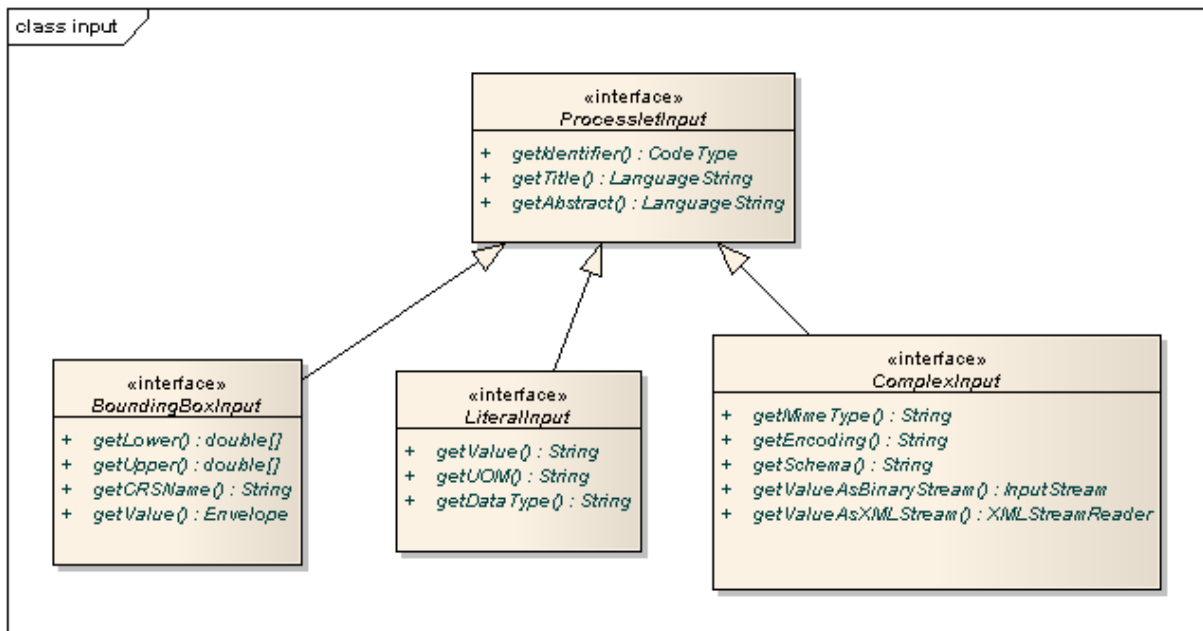 class input
«interface»
ProcessletInput
+ getIdentifier() : CodeType
+ getTitle() : LanguageString
+ getAbstract() : LanguageString
«interface»
BoundingBoxInput
+ getLower() : double[]
+ getUpper() : double[]
+ getCRSName() : String
+ getValue() : Envelope
«interface»
LiteralInput
+ getValue() : String
+ getUOM() : String
+ getDataType() : String
«interface»
ComplexInput
+ getMimeType() : String
+ getEncoding() : String
+ getSchema() : String
+ getValueAsBinaryStream() : InputStream
+ getValueAsXMLStream() : XMLStreamReader